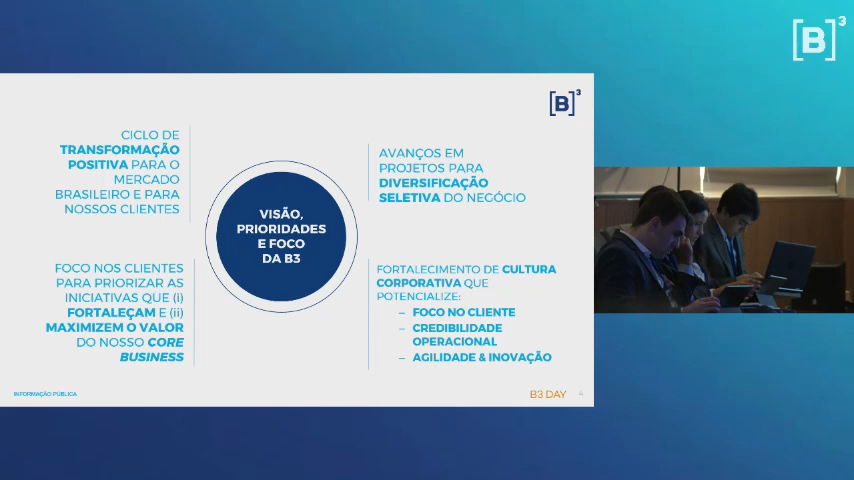 [B]³
[B]³
CICLO DE
TRANSFORMAÇÃO
POSITIVA PARA O
MERCADO
BRASILEIRO E PARA
NOSSOS CLIENTES
AVANÇOS EM
PROJETOS PARA
DIVERSIFICAÇÃO
SELETIVA DO NEGÓCIO
VISÃO,
PRIORIDADES
E FOCO
DA B3
FOCO NOS CLIENTES
PARA PRIORIZAR AS
INICIATIVAS QUE (i)
FORTALEÇAM E (ii)
MAXIMIZEM O VALOR
DO NOSSO CORE
BUSINESS
FORTALECIMENTO DE CULTURA
CORPORATIVA QUE
POTENCIALIZE:
– FOCO NO CLIENTE
– CREDIBILIDADE
OPERACIONAL
– AGILIDADE & INOVAÇÃO
INFORMAÇÃO PÚBLICA
B3 DAY